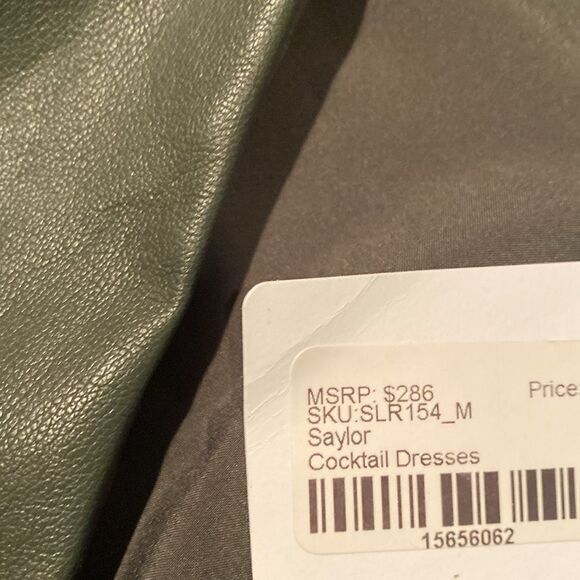 MSRP: $286 Price:
SKU:SLR154_M
Saylor
Cocktail Dresses
15656062